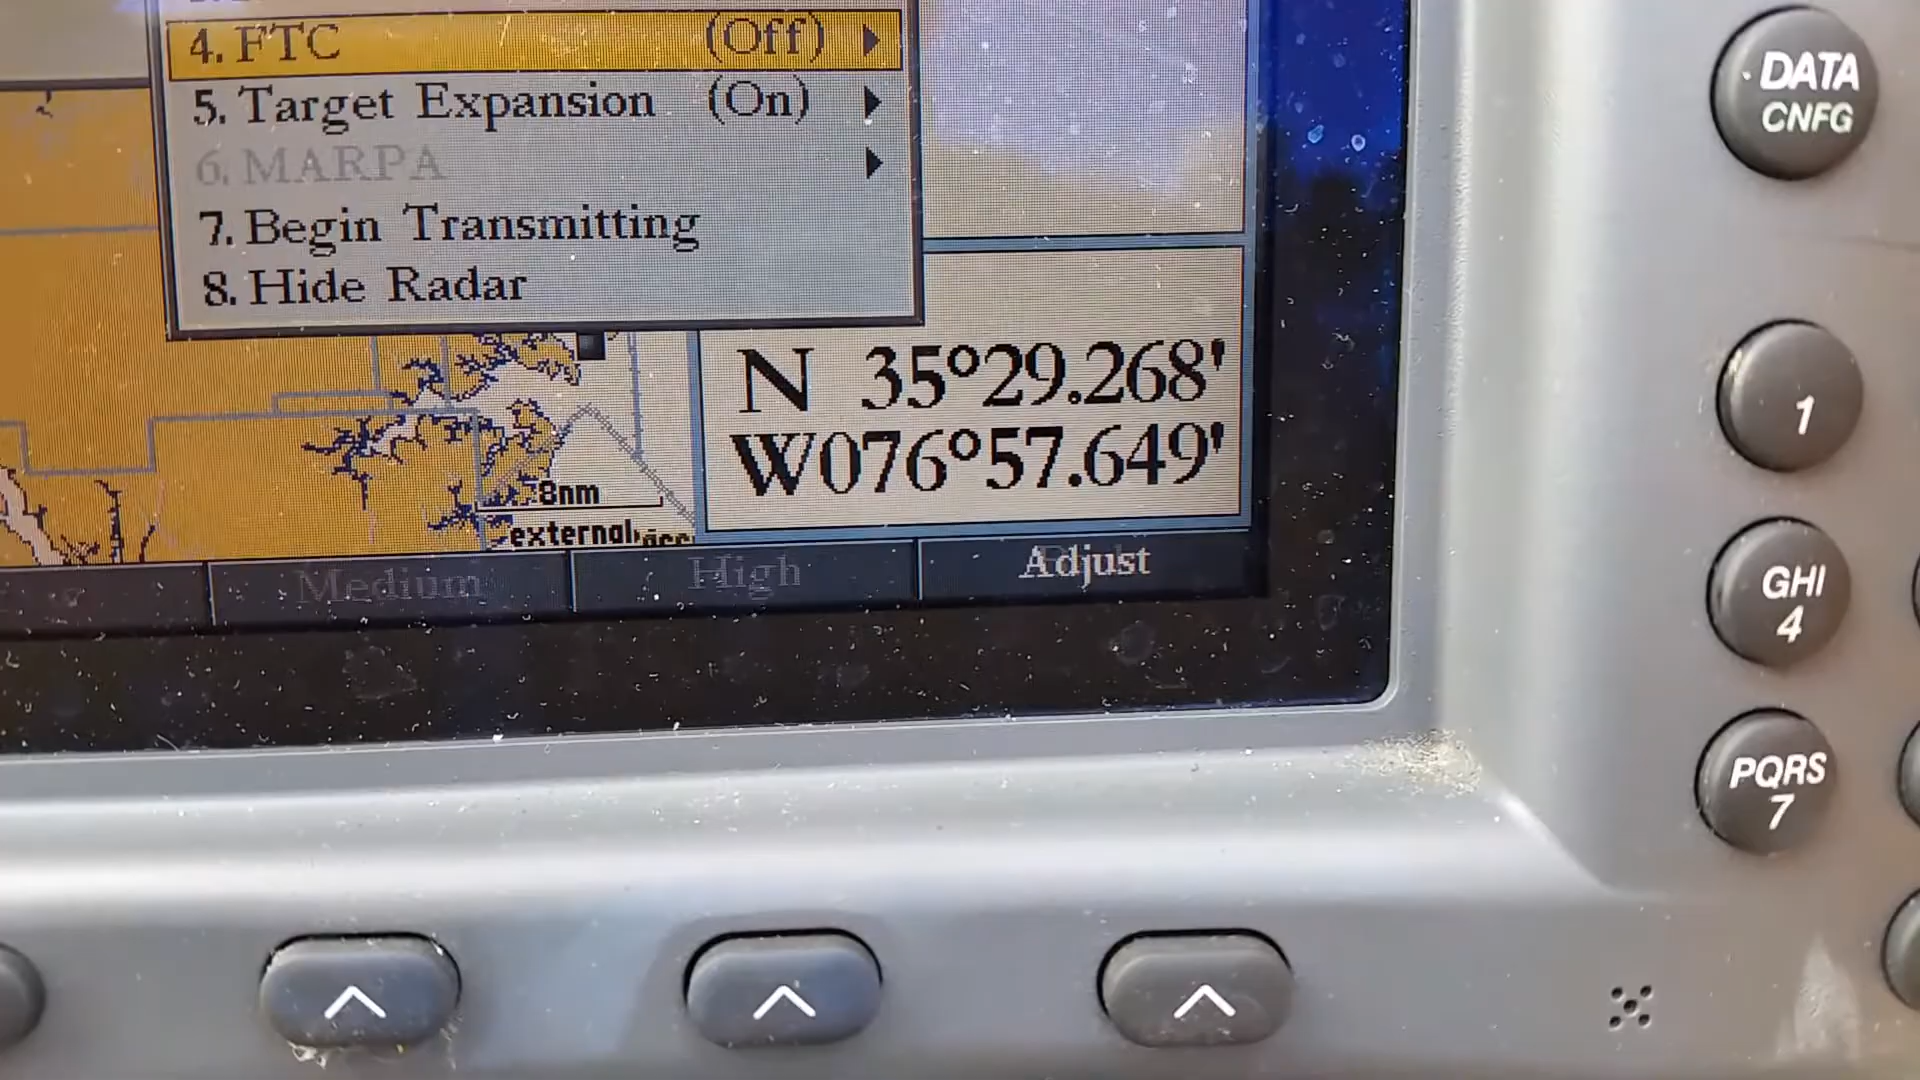 4. FTC (Off)
5. Target Expansion (On)
6. MARPA
7. Begin Transmitting
8. Hide Radar
N 35°29.268'
W076°57.649'
8nm
external
Medium
High
Adjust
DATA
CNFG
1
GHI
4
PQRS
7